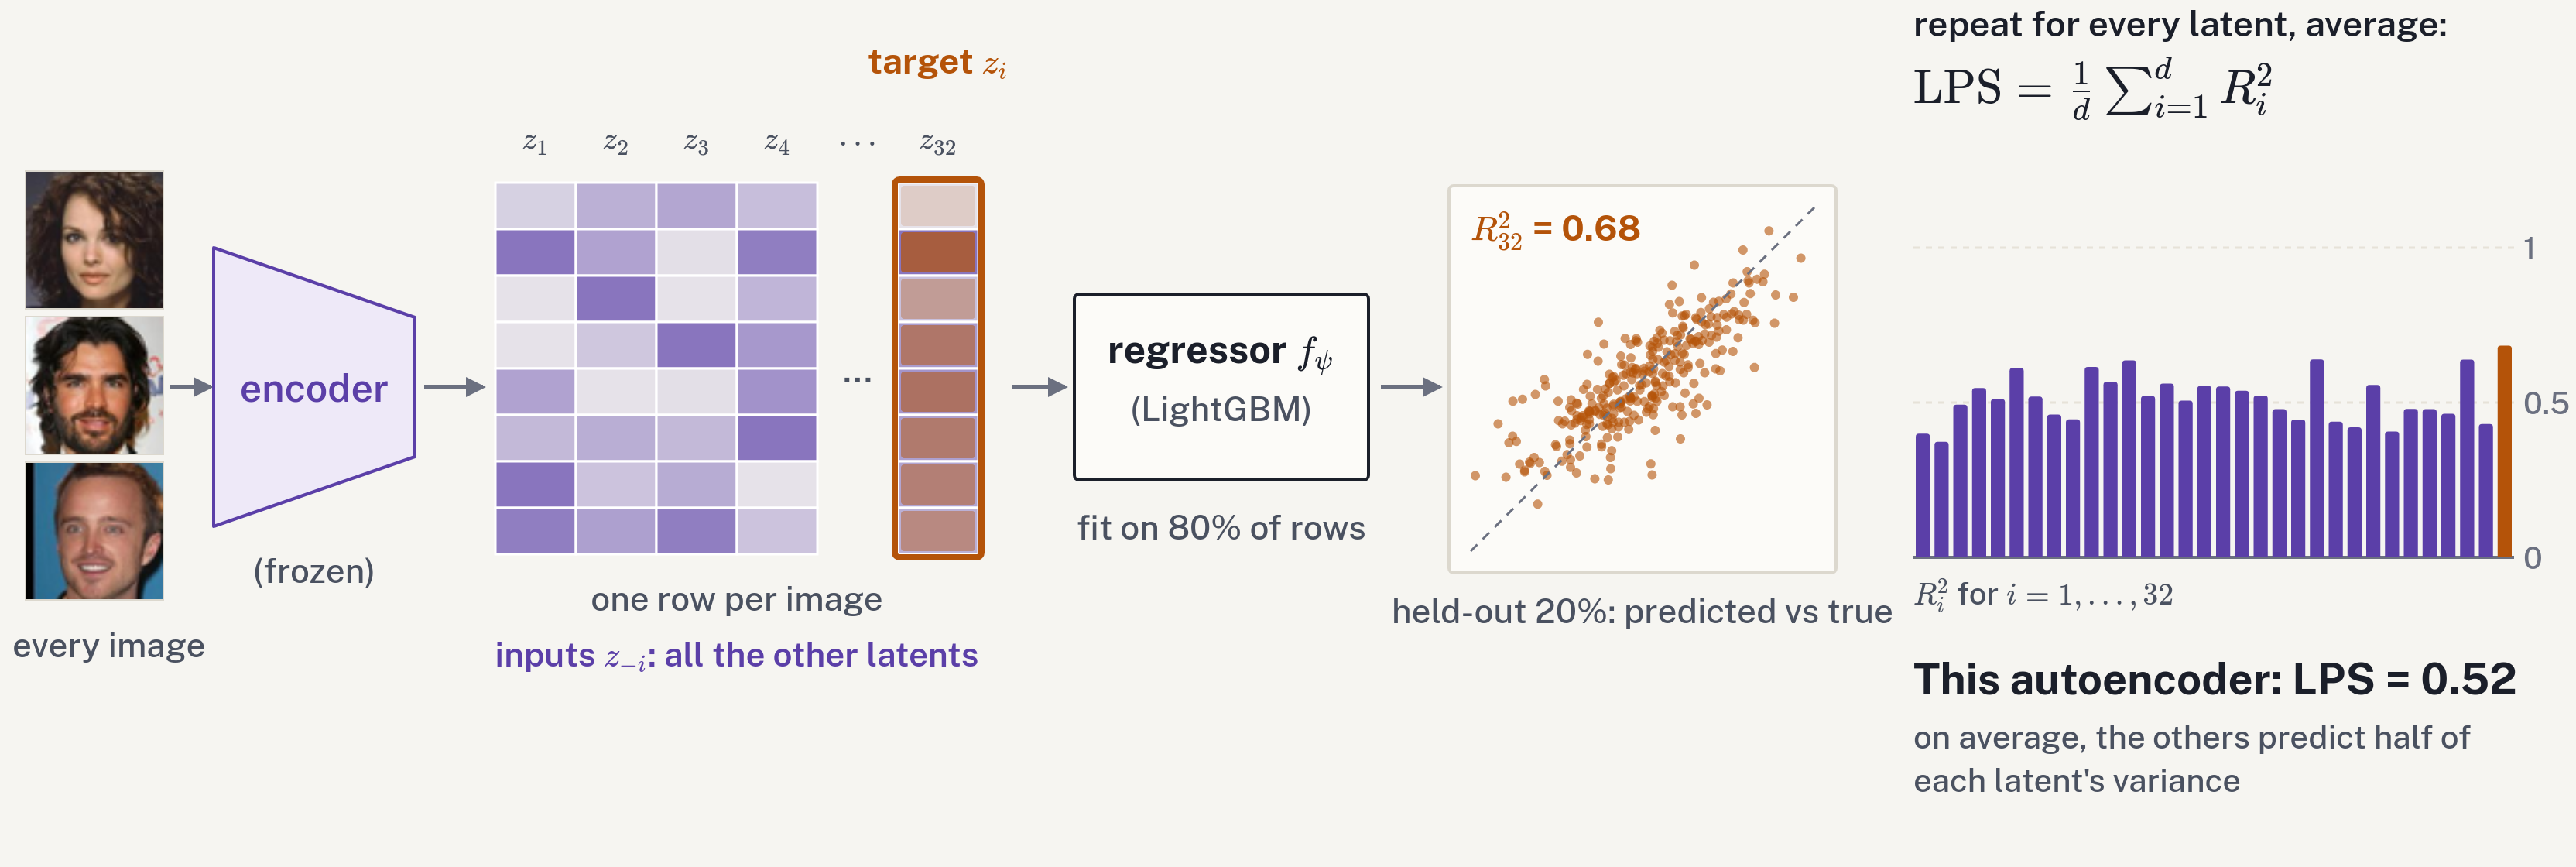 every image
encoder
(frozen)
target z_i
z_1 z_2 z_3 z_4 ⋯ z_32
...
one row per image
inputs z_{−i}: all the other latents
regressor f_ψ
(LightGBM)
fit on 80% of rows
R²_32 = 0.68
held-out 20%: predicted vs true
repeat for every latent, average:
LPS = 1/d ∑_{i=1}^{d} R_i^2
1
0.5
0
R_i^2 for i = 1, . . . , 32
This autoencoder: LPS = 0.52
on average, the others predict half of
each latent's variance